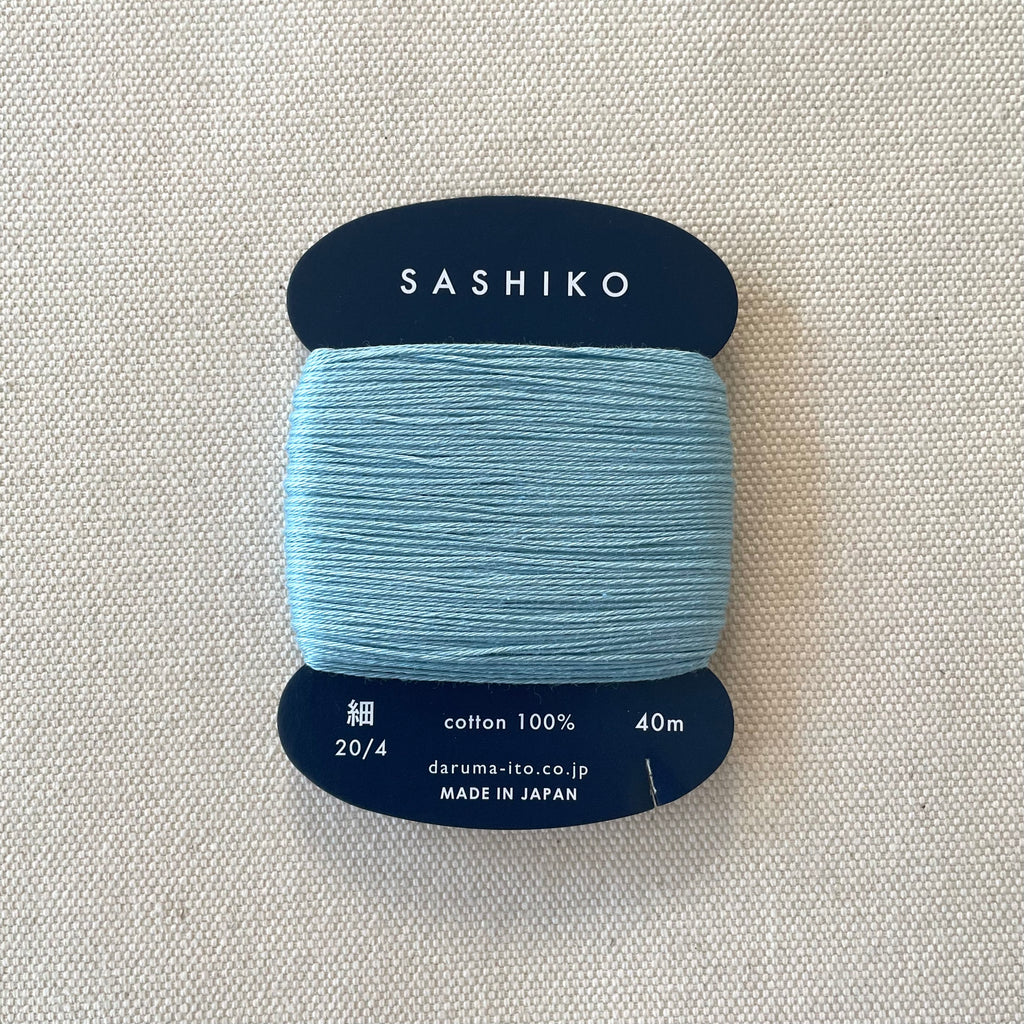 SASHIKO
細 cotton 100% 40m
20/4
daruma-ito.co.jp
MADE IN JAPAN